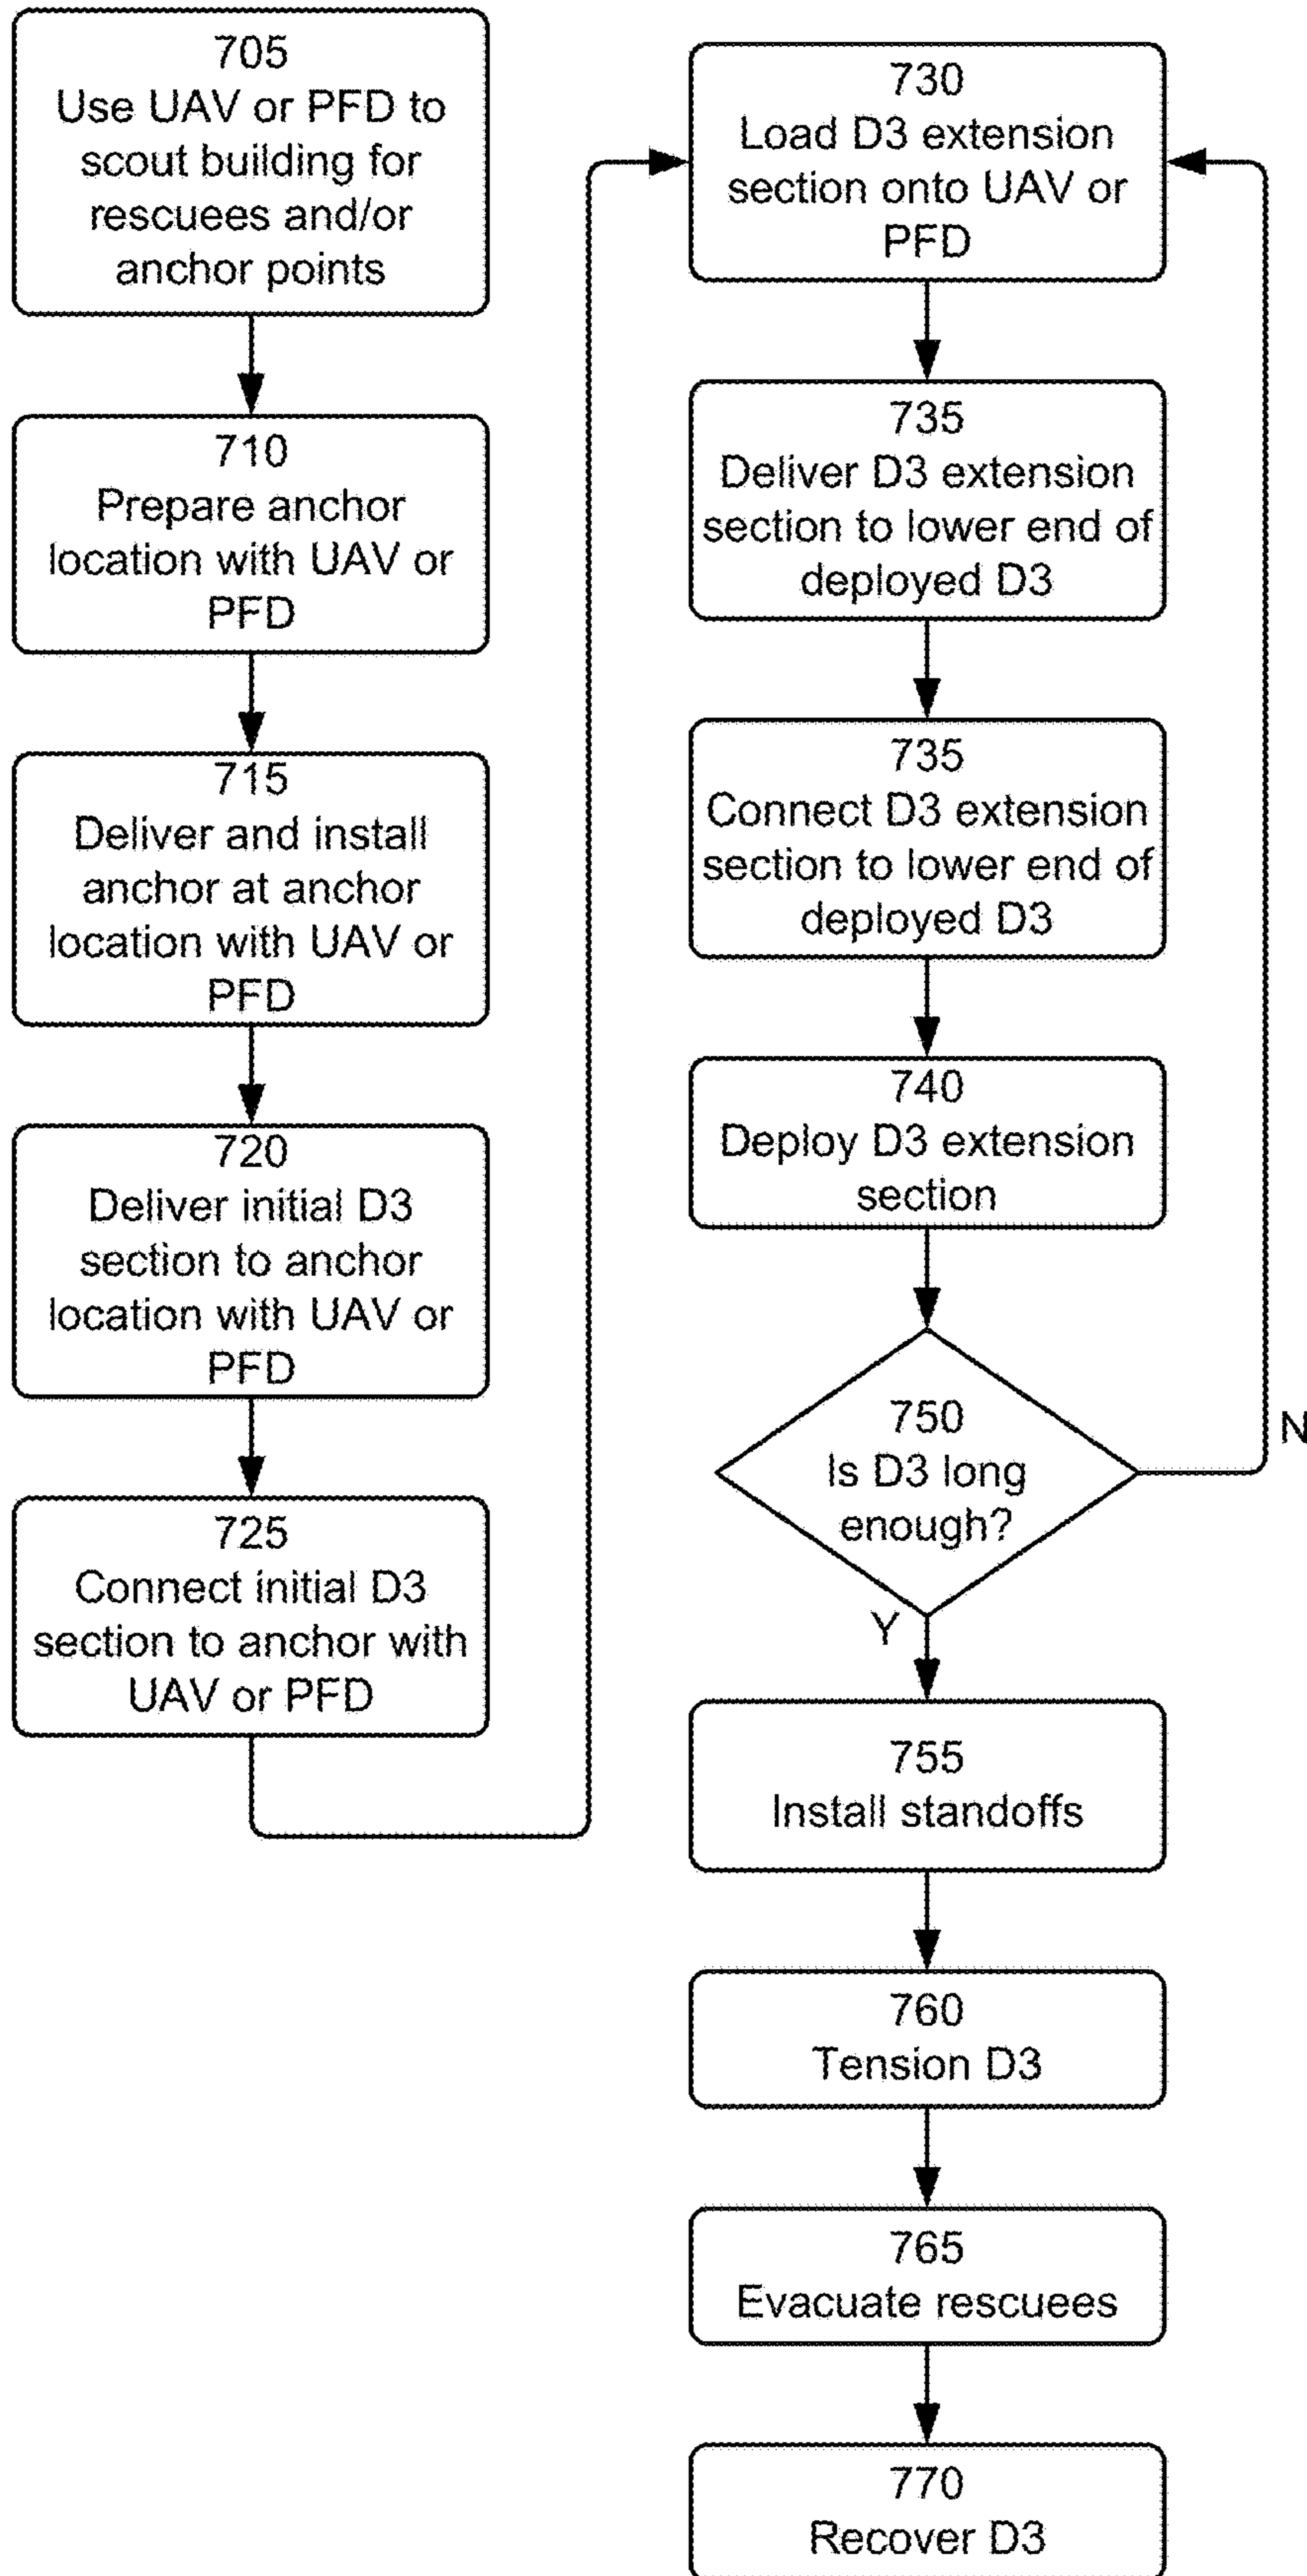 705
Use UAV or PFD to
scout building for
rescuees and/or
anchor points
710
Prepare anchor
location with UAV or
PFD
715
Deliver and install
anchor at anchor
location with UAV or
PFD
720
Deliver initial D3
section to anchor
location with UAV or
PFD
725
Connect initial D3
section to anchor with
UAV or PFD
730
Load D3 extension
section onto UAV or
PFD
735
Deliver D3 extension
section to lower end of
deployed D3
735
Connect D3 extension
section to lower end of
deployed D3
740
Deploy D3 extension
section
750
Is D3 long
enough?
N
Y
755
Install standoffs
760
Tension D3
765
Evacuate rescuees
770
Recover D3